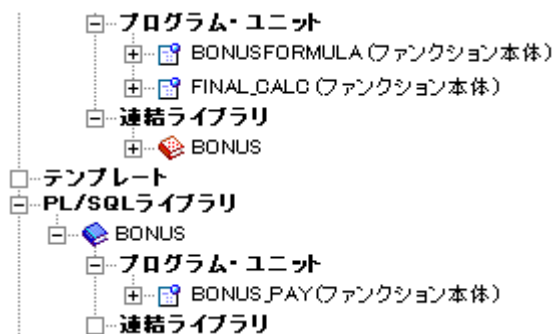 プログラム・ユニット
BONUSFORMULA(ファンクション本体)
FINAL_CALC(ファンクション本体)
連結ライブラリ
BONUS
テンプレート
PL/SQLライブラリ
BONUS
プログラム・ユニット
BONUS_PAY(ファンクション本体)
連結ライブラリ